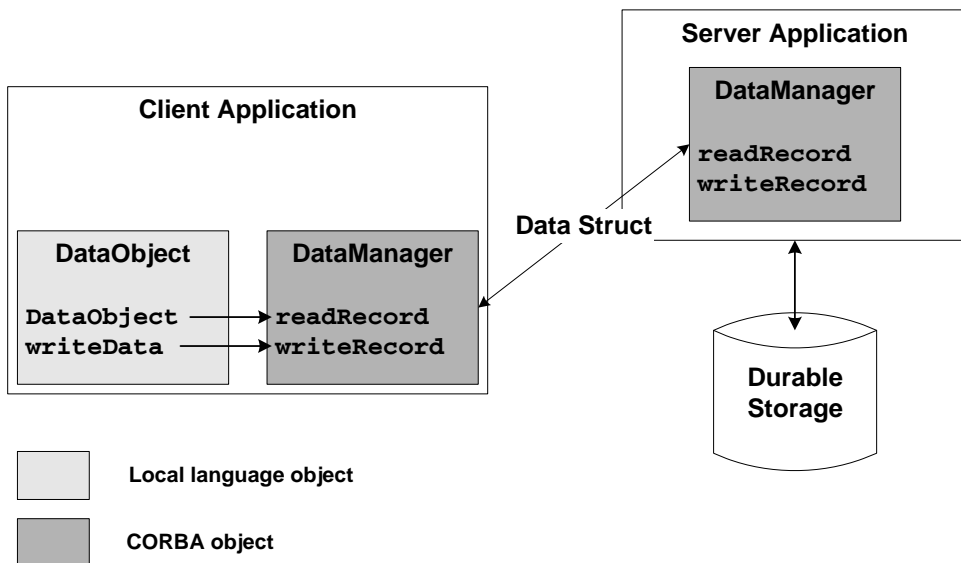 Server Application
DataManager
readRecord
writeRecord
Client Application
Data Struct
DataObject
DataManager
DataObject
readRecord
writeData
writeRecord
Durable
Storage
Local language object
CORBA object